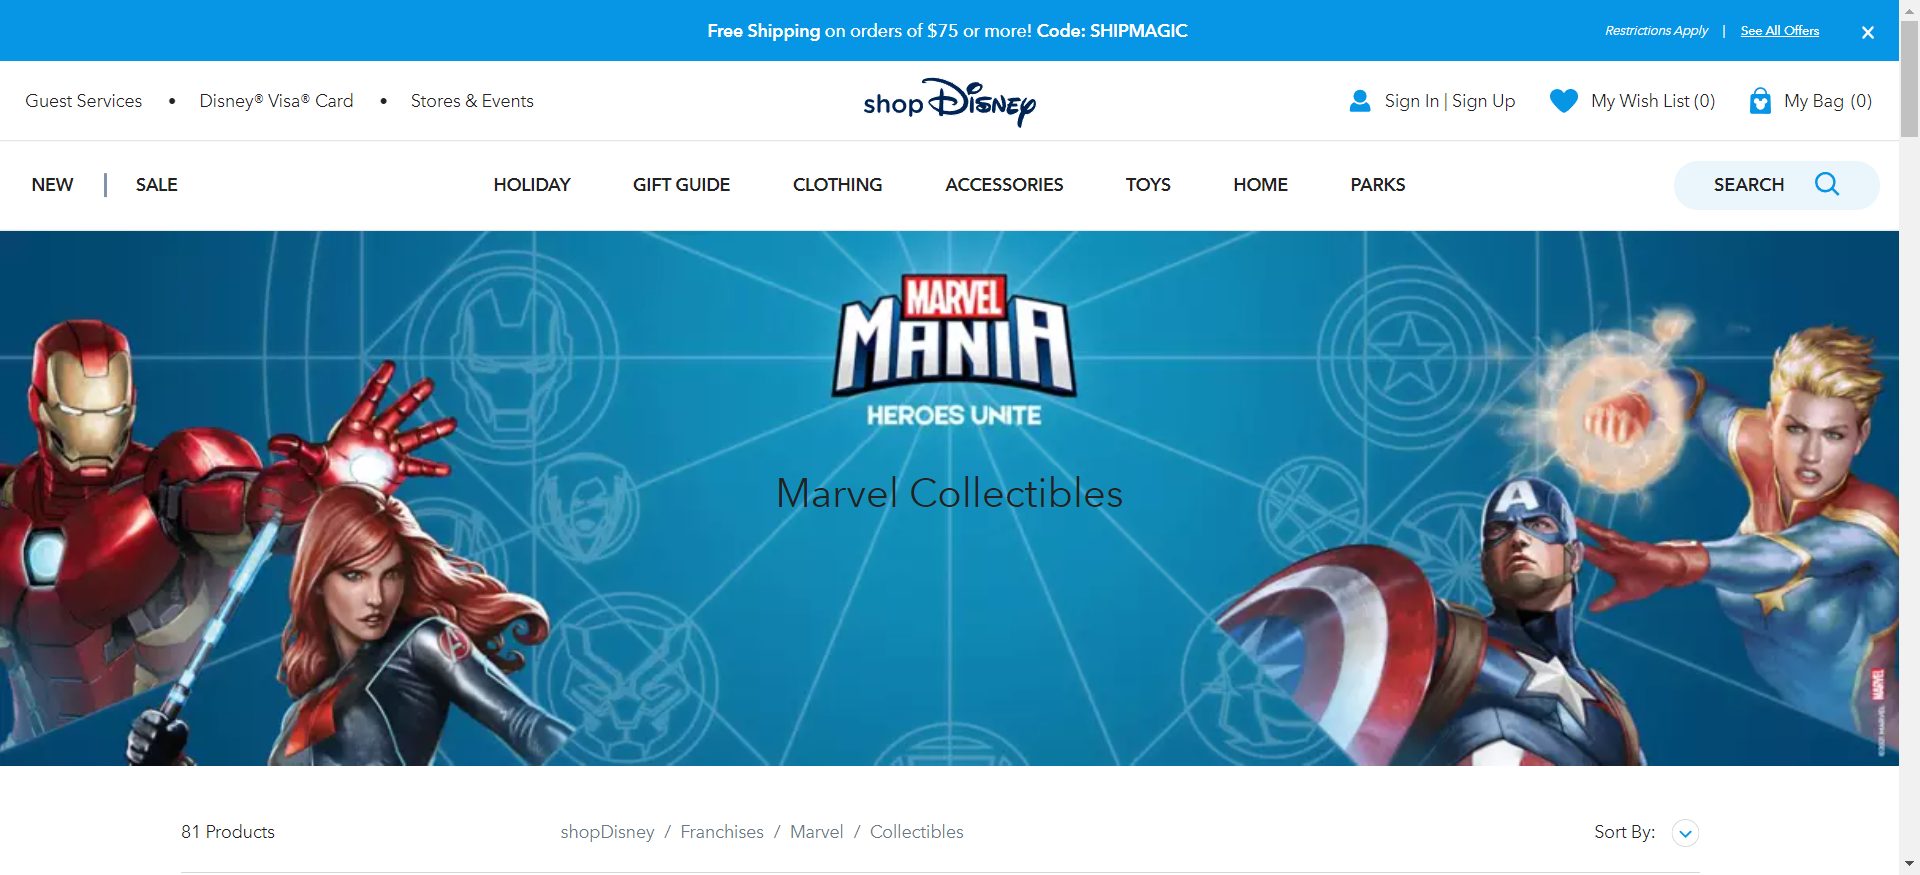 Free Shipping on orders of $75 or more! Code: SHIPMAGIC
Restrictions Apply | See All Offers
Guest Services • Disney® Visa® Card • Stores & Events
shop Disney
Sign In | Sign Up
My Wish List (0)
My Bag (0)
NEW | SALE
HOLIDAY GIFT GUIDE CLOTHING ACCESSORIES TOYS HOME PARKS
SEARCH
MARVEL
MANIA
HEROES UNITE
Marvel Collectibles
A
MARVEL
©2021 MARVEL
81 Products
shopDisney / Franchises / Marvel / Collectibles
Sort By: